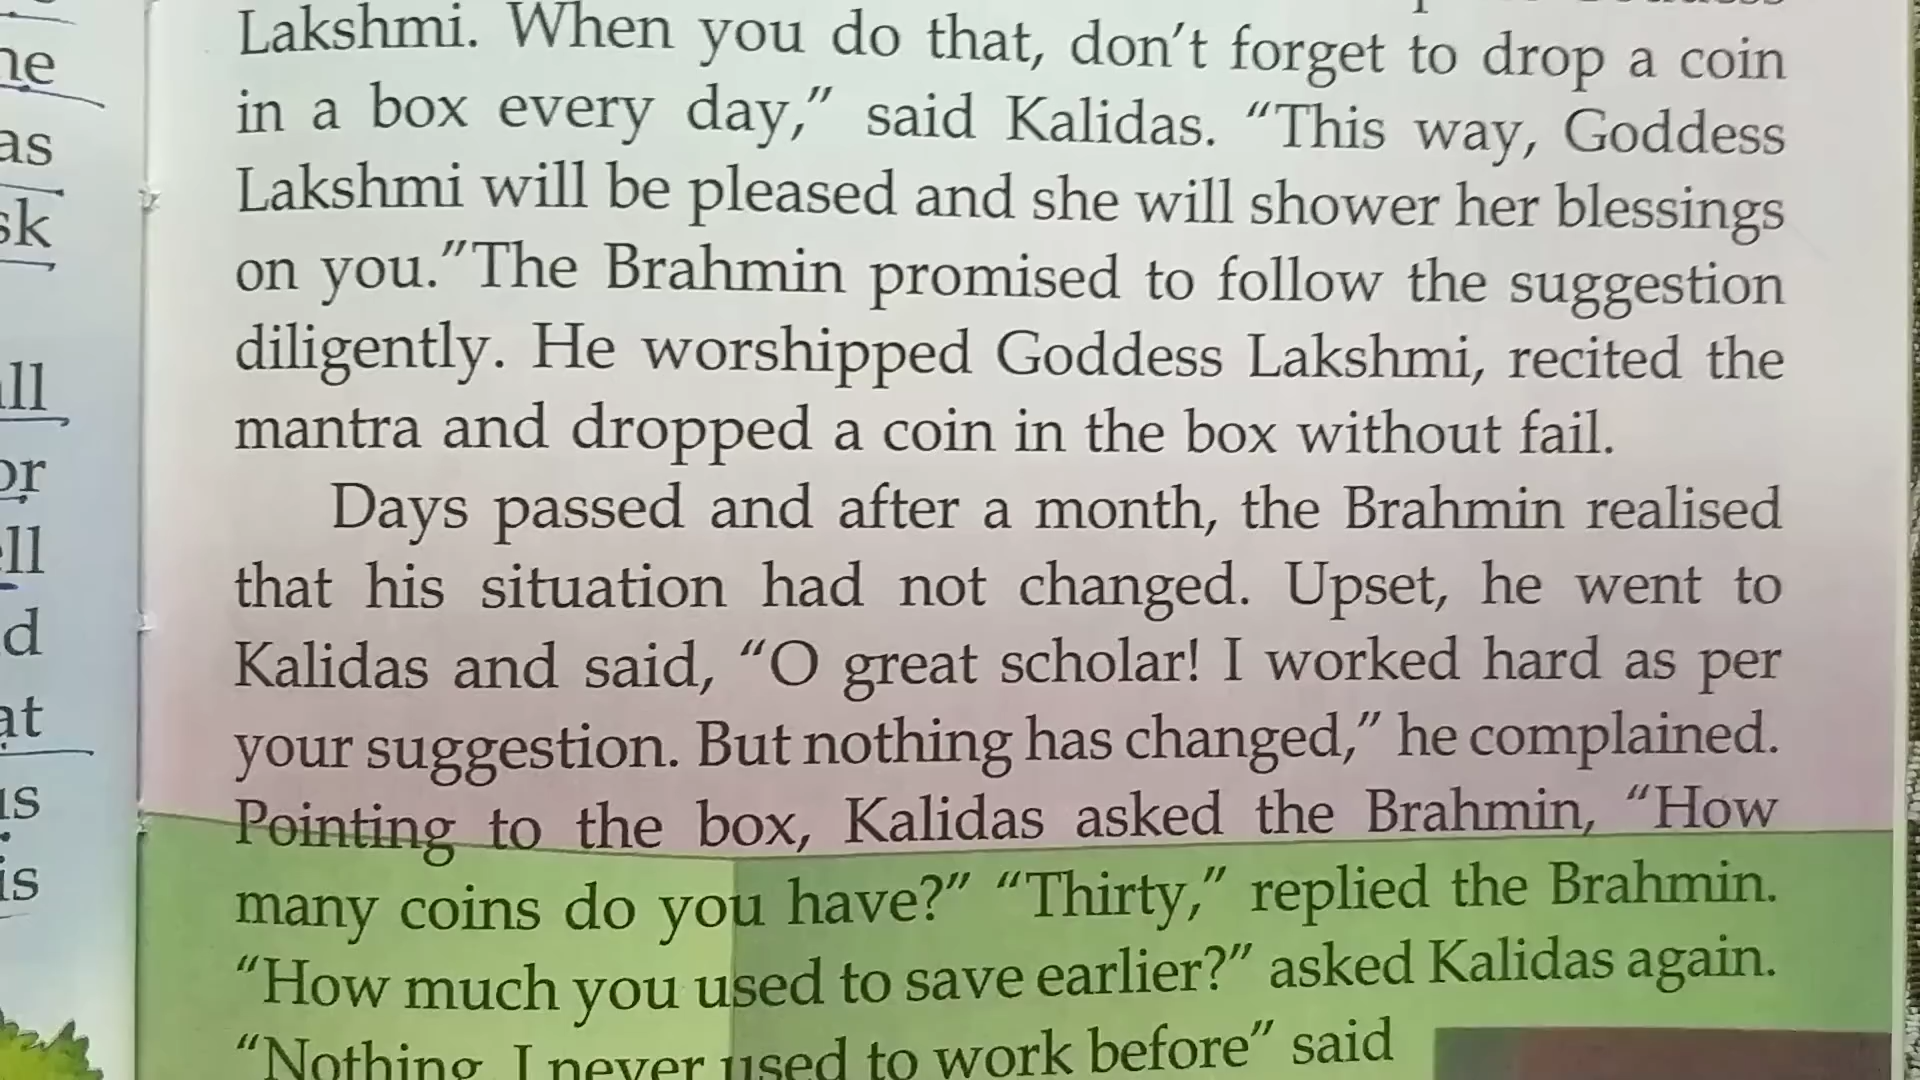 Lakshmi. When you do that, don't forget to drop a coin
in a box every day," said Kalidas. "This way, Goddess
Lakshmi will be pleased and she will shower her blessings
on you."The Brahmin promised to follow the suggestion
diligently. He worshipped Goddess Lakshmi, recited the
mantra and dropped a coin in the box without fail.
Days passed and after a month, the Brahmin realised
that his situation had not changed. Upset, he went to
Kalidas and said, "O great scholar! I worked hard as per
your suggestion. But nothing has changed," he complained.
Pointing to the box, Kalidas asked the Brahmin, "How
many coins do you have?" "Thirty," replied the Brahmin.
"How much you used to save earlier?" asked Kalidas again.
"Nothing. I never used to work before" said